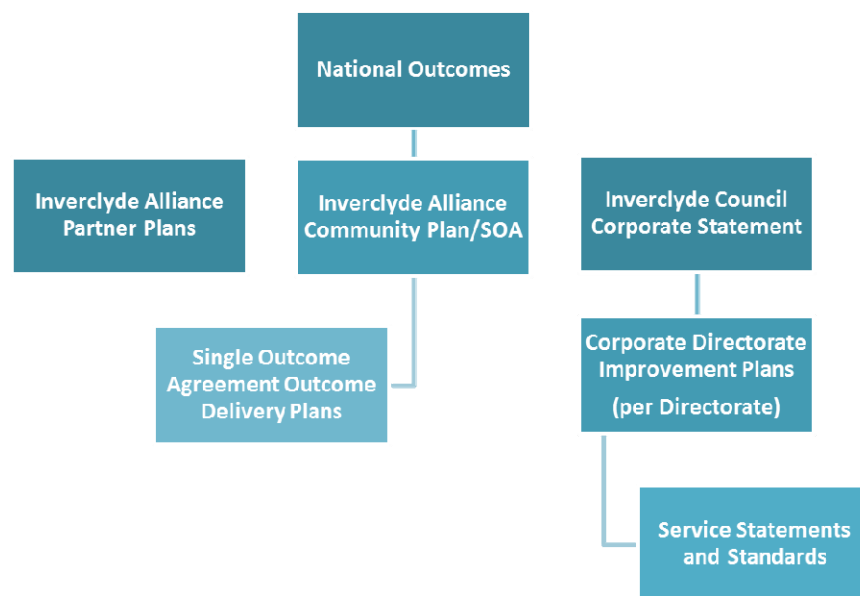 National Outcomes
Inverclyde Alliance
Partner Plans
Inverclyde Alliance
Community Plan/SOA
Inverclyde Council
Corporate Statement
Single Outcome
Agreement Outcome
Delivery Plans
Corporate Directorate
Improvement Plans
(per Directorate)
Service Statements
and Standards